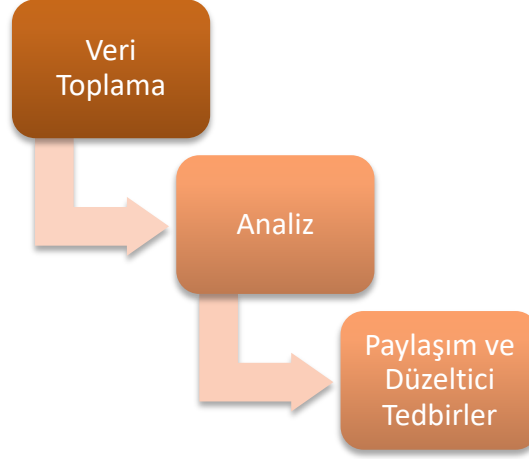 Veri
Toplama
Analiz
Paylaşım ve
Düzeltici
Tedbirler